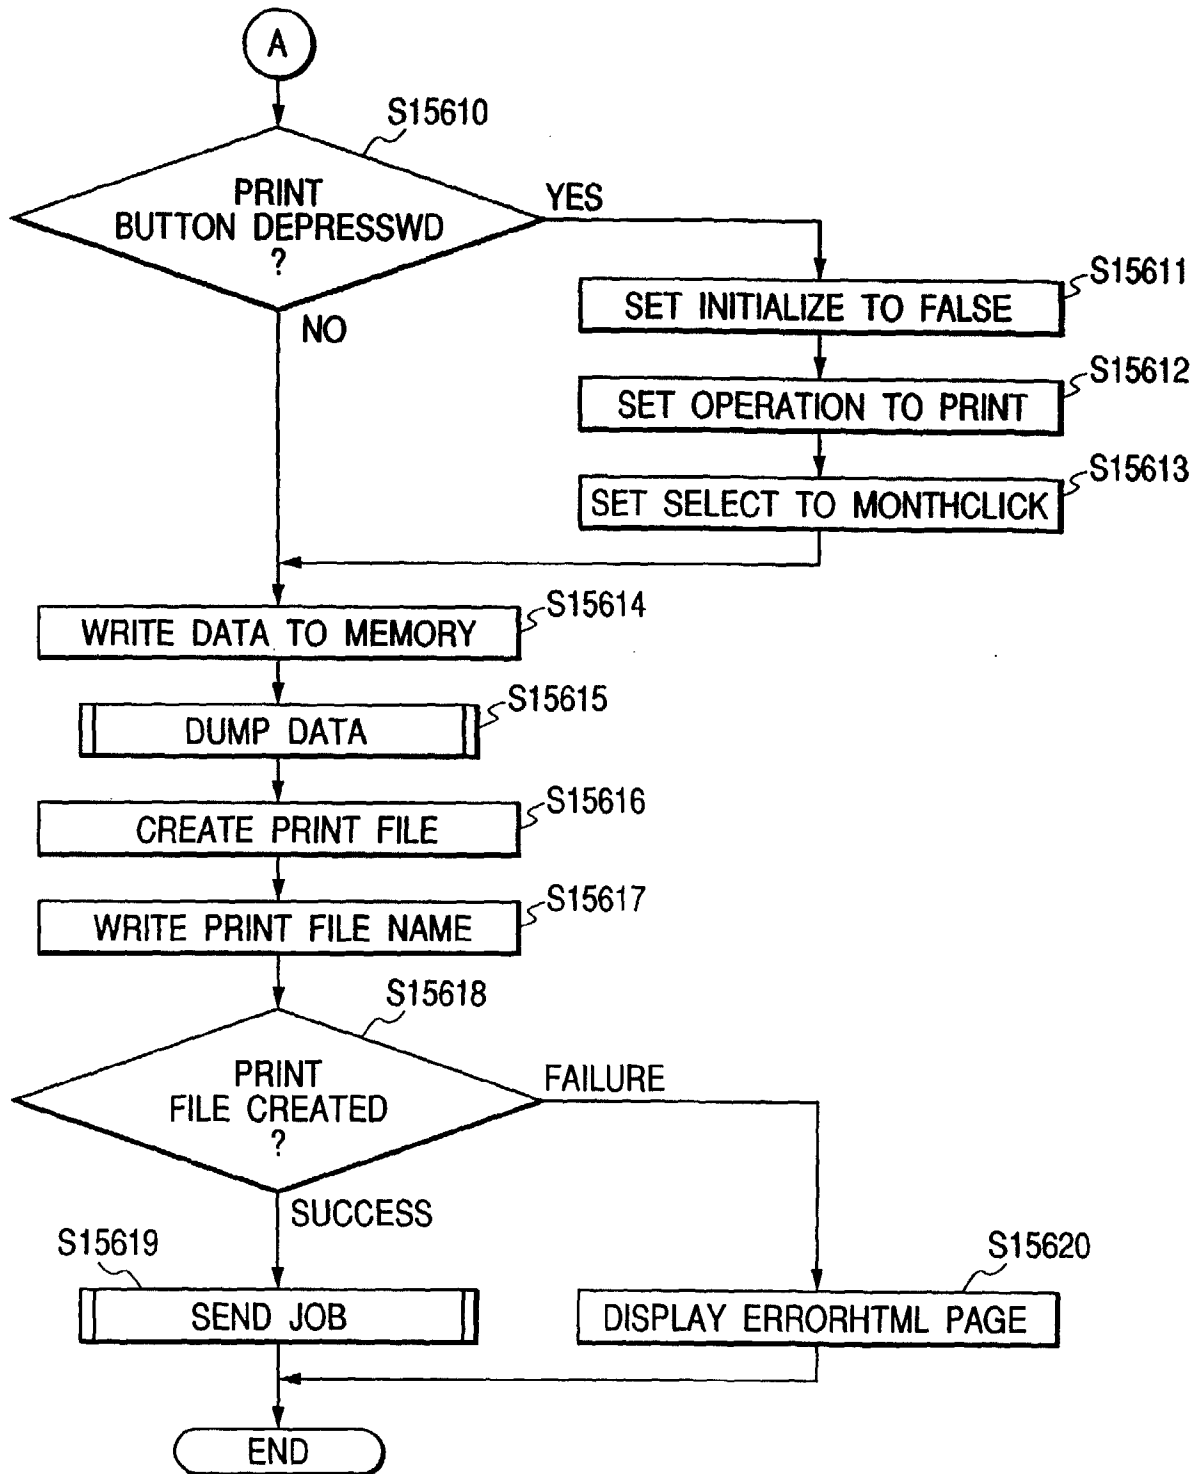 A
S15610
PRINT
BUTTON DEPRESSWD
?
YES
NO
S15611
SET INITIALIZE TO FALSE
S15612
SET OPERATION TO PRINT
S15613
SET SELECT TO MONTHCLICK
S15614
WRITE DATA TO MEMORY
S15615
DUMP DATA
S15616
CREATE PRINT FILE
S15617
WRITE PRINT FILE NAME
S15618
PRINT
FILE CREATED
?
FAILURE
SUCCESS
S15619
SEND JOB
S15620
DISPLAY ERRORHTML PAGE
END